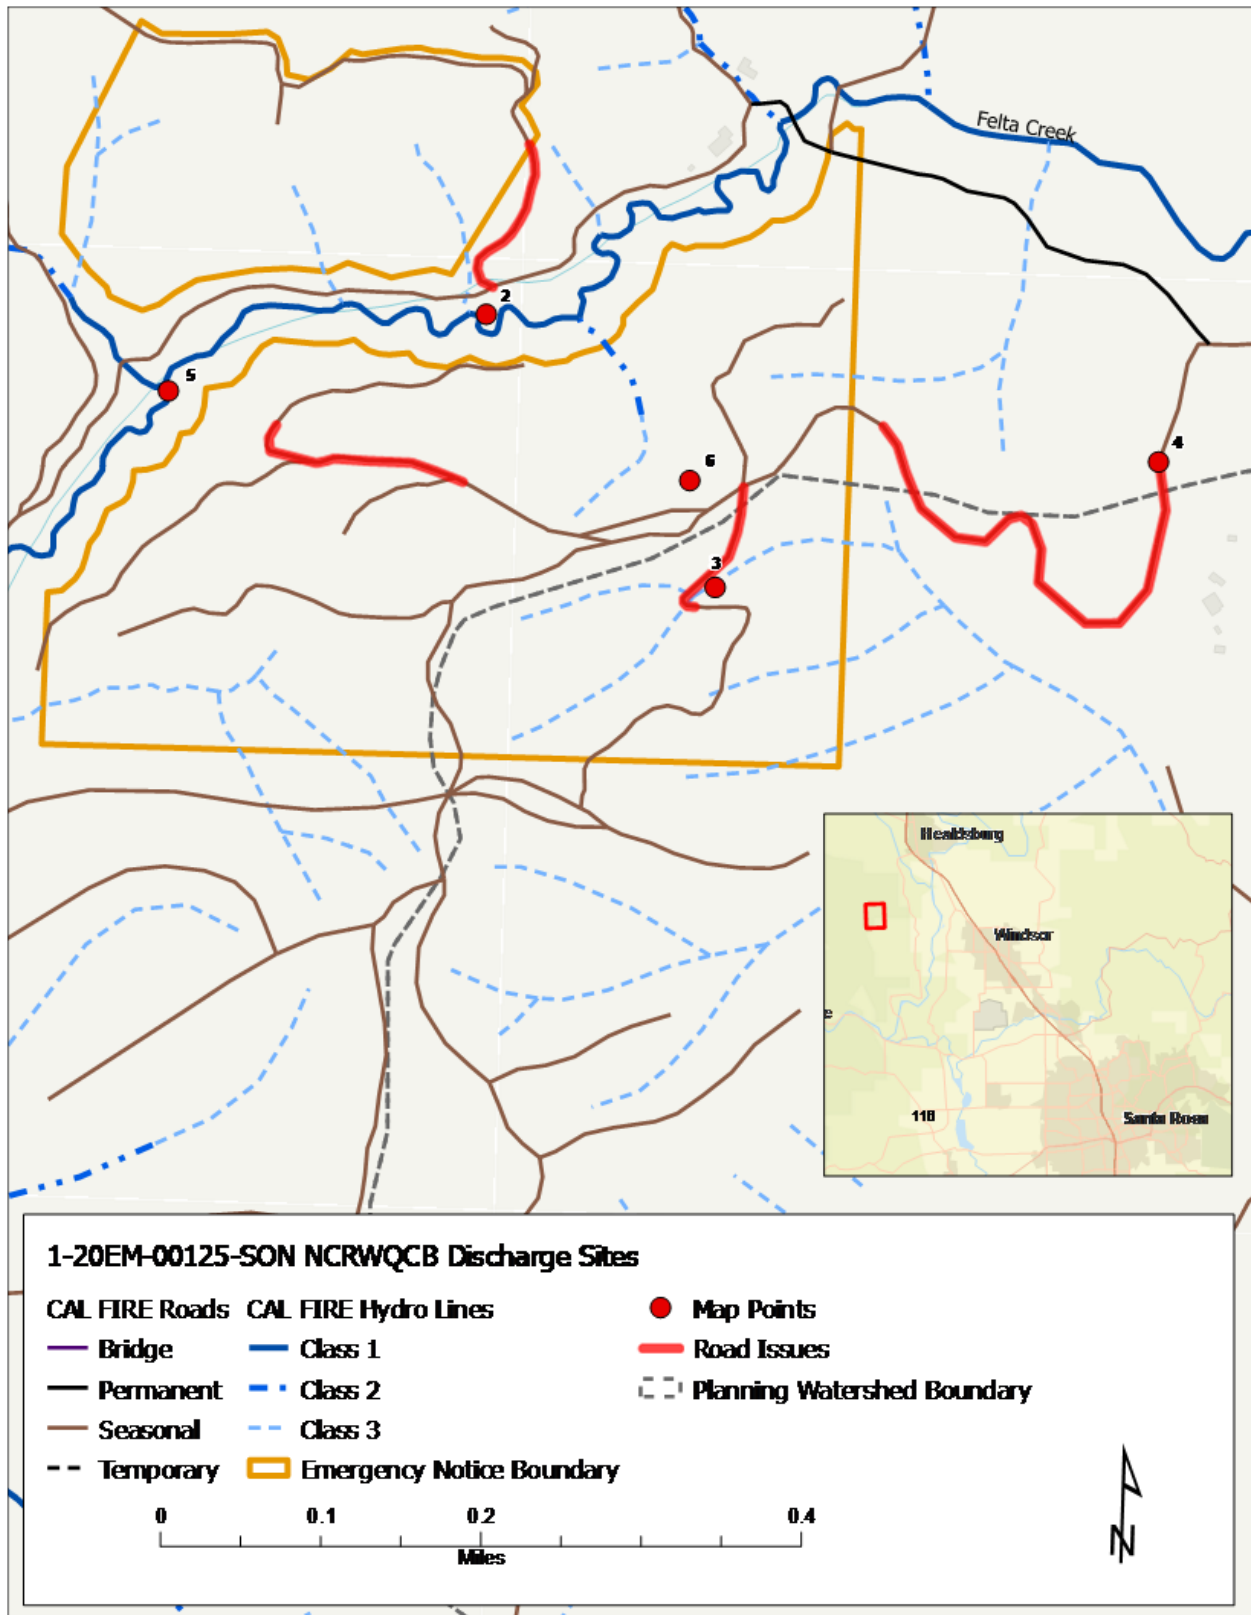 Felta Creek
2
5
6
4
3
Healdsburg
Windsor
e
116
Santa Rosa
1-20EM-00125-SON NCRWQCB Discharge Sites
CAL FIRE Roads CAL FIRE Hydro Lines Map Points
Bridge Class 1 Road Issues
Permanent Class 2 Planning Watershed Boundary
Seasonal Class 3
Temporary Emergency Notice Boundary
0 0.1 0.2 0.4
Miles
N